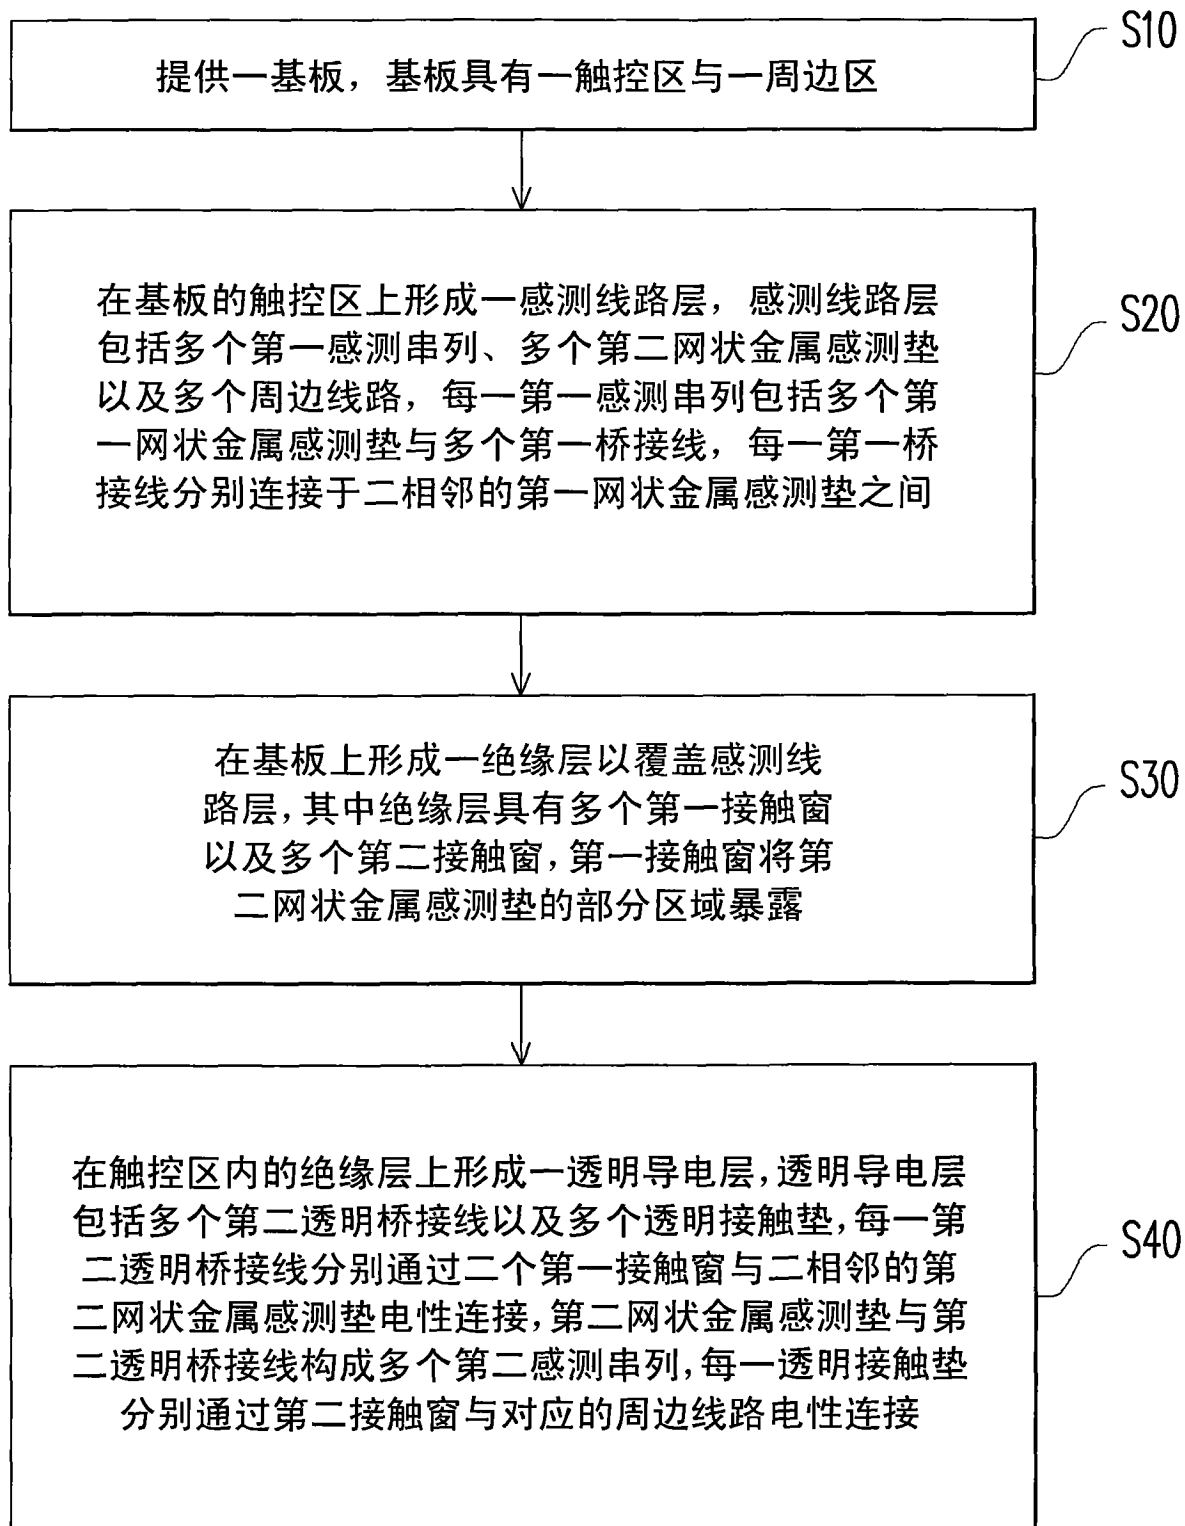 S10
提供一基板，基板具有一触控区与一周边区
S20
在基板的触控区上形成一感测线路层，感测线路层
包括多个第一感测串列、多个第二网状金属感测垫
以及多个周边线路，每一第一感测串列包括多个第
一网状金属感测垫与多个第一桥接线，每一第一桥
接线分别连接于二相邻的第一网状金属感测垫之间
S30
在基板上形成一绝缘层以覆盖感测线
路层，其中绝缘层具有多个第一接触窗
以及多个第二接触窗，第一接触窗将第
二网状金属感测垫的部分区域暴露
S40
在触控区内的绝缘层上形成一透明导电层，透明导电层
包括多个第二透明桥接线以及多个透明接触垫，每一第
二透明桥接线分别通过二个第一接触窗与二相邻的第
二网状金属感测垫电性连接，第二网状金属感测垫与第
二透明桥接线构成多个第二感测串列，每一透明接触垫
分别通过第二接触窗与对应的周边线路电性连接